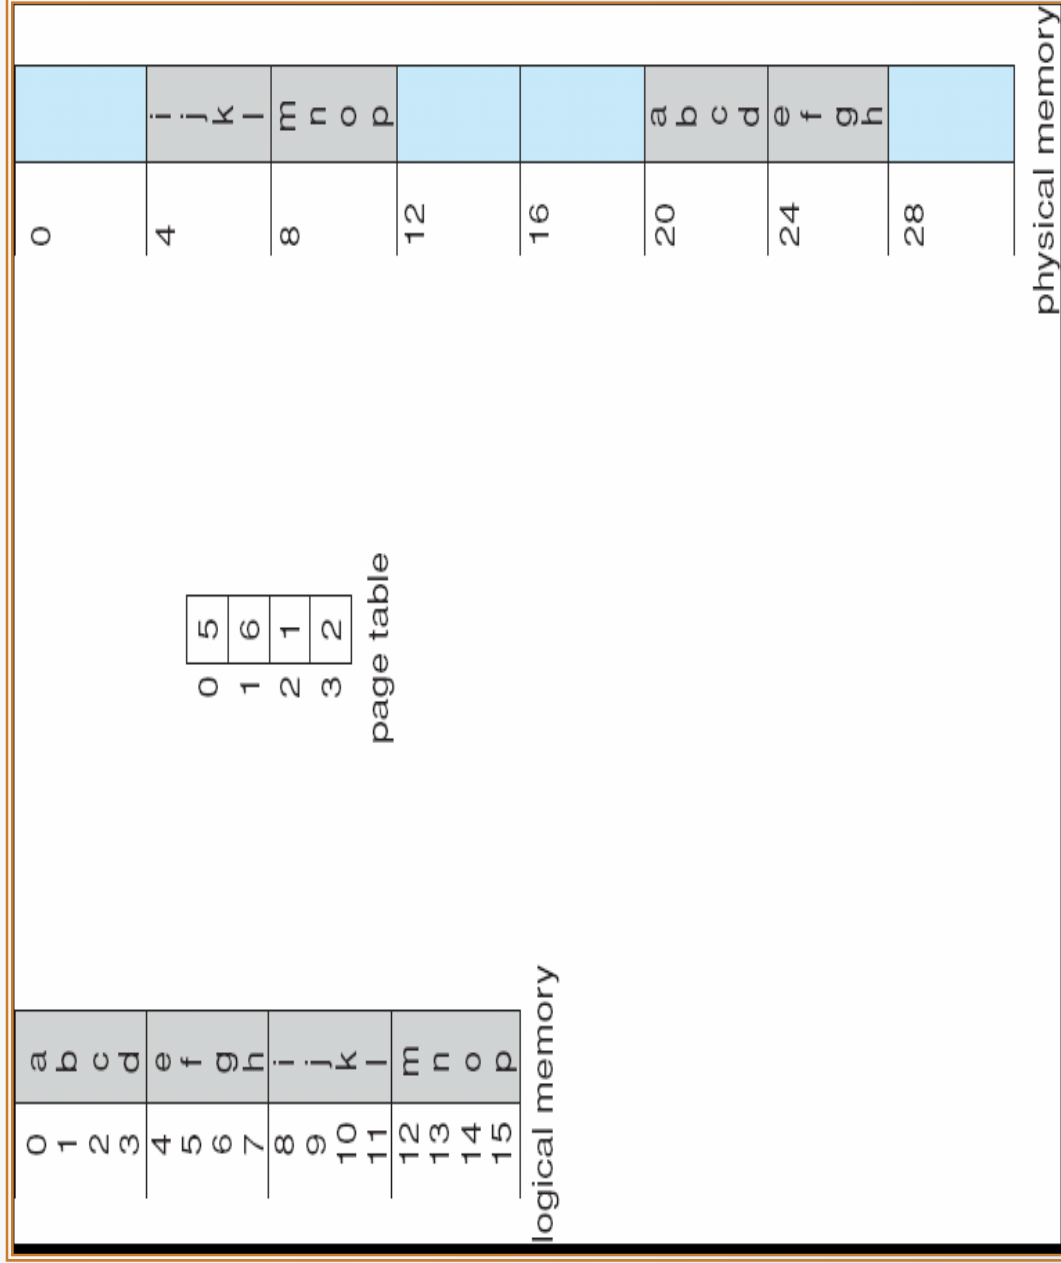 0 a
1 b
2 c
3 d
4 e
5 f
6 g
7 h
8 i
9 j
10 k
11 l
12 m
13 n
14 o
15 p
logical memory
0 5
1 6
2 1
3 2
page table
0
4 i
j
k
l
8 m
n
o
p
12
16
20 a
b
c
d
24 e
f
g
h
28
physical memory